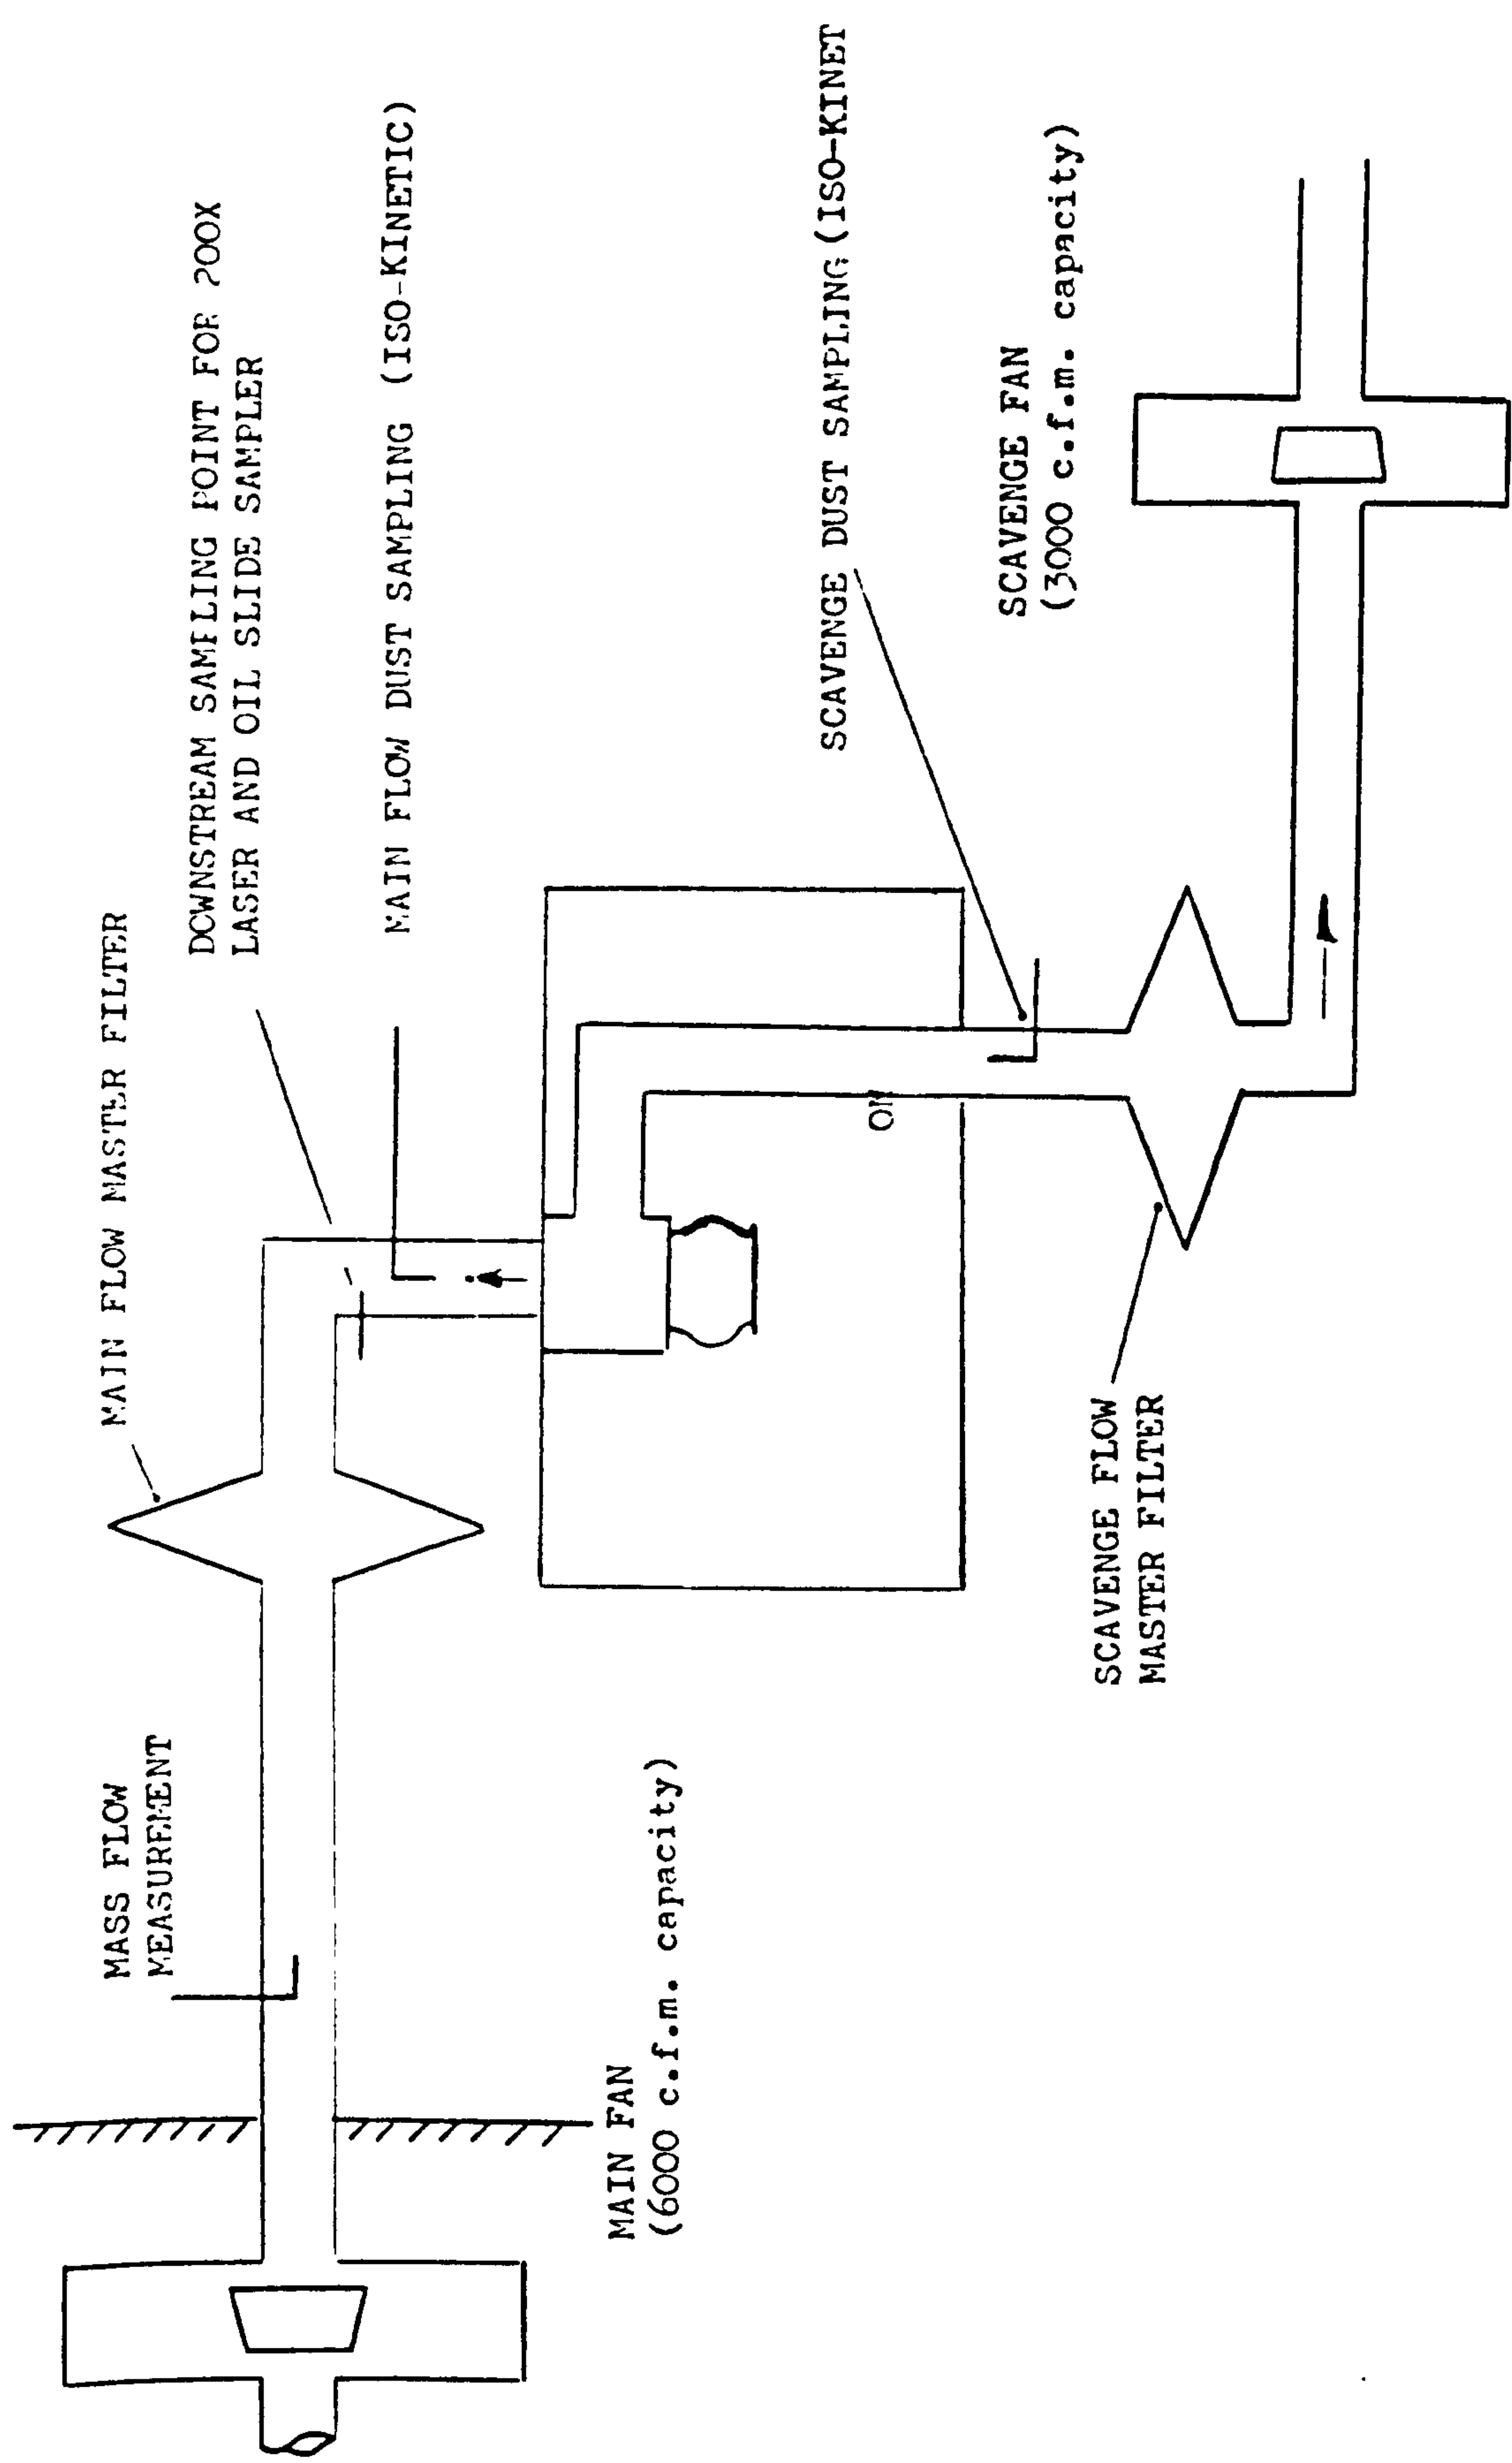 MASS FLOW
MEASUREMENT
MAIN FLOW MASTER FILTER
DOWNSTREAM SAMPLING POINT FOR 200X
LASER AND OIL SLIDE SAMPLER
MAIN FLOW DUST SAMPLING (ISO-KINETIC)
MAIN FAN
(6000 c.f.m. capacity)
SCAVENGE DUST SAMPLING (ISO-KINET
ON
SCAVENGE FAN
(3000 c.f.m. capacity)
SCAVENGE FLOW
MASTER FILTER